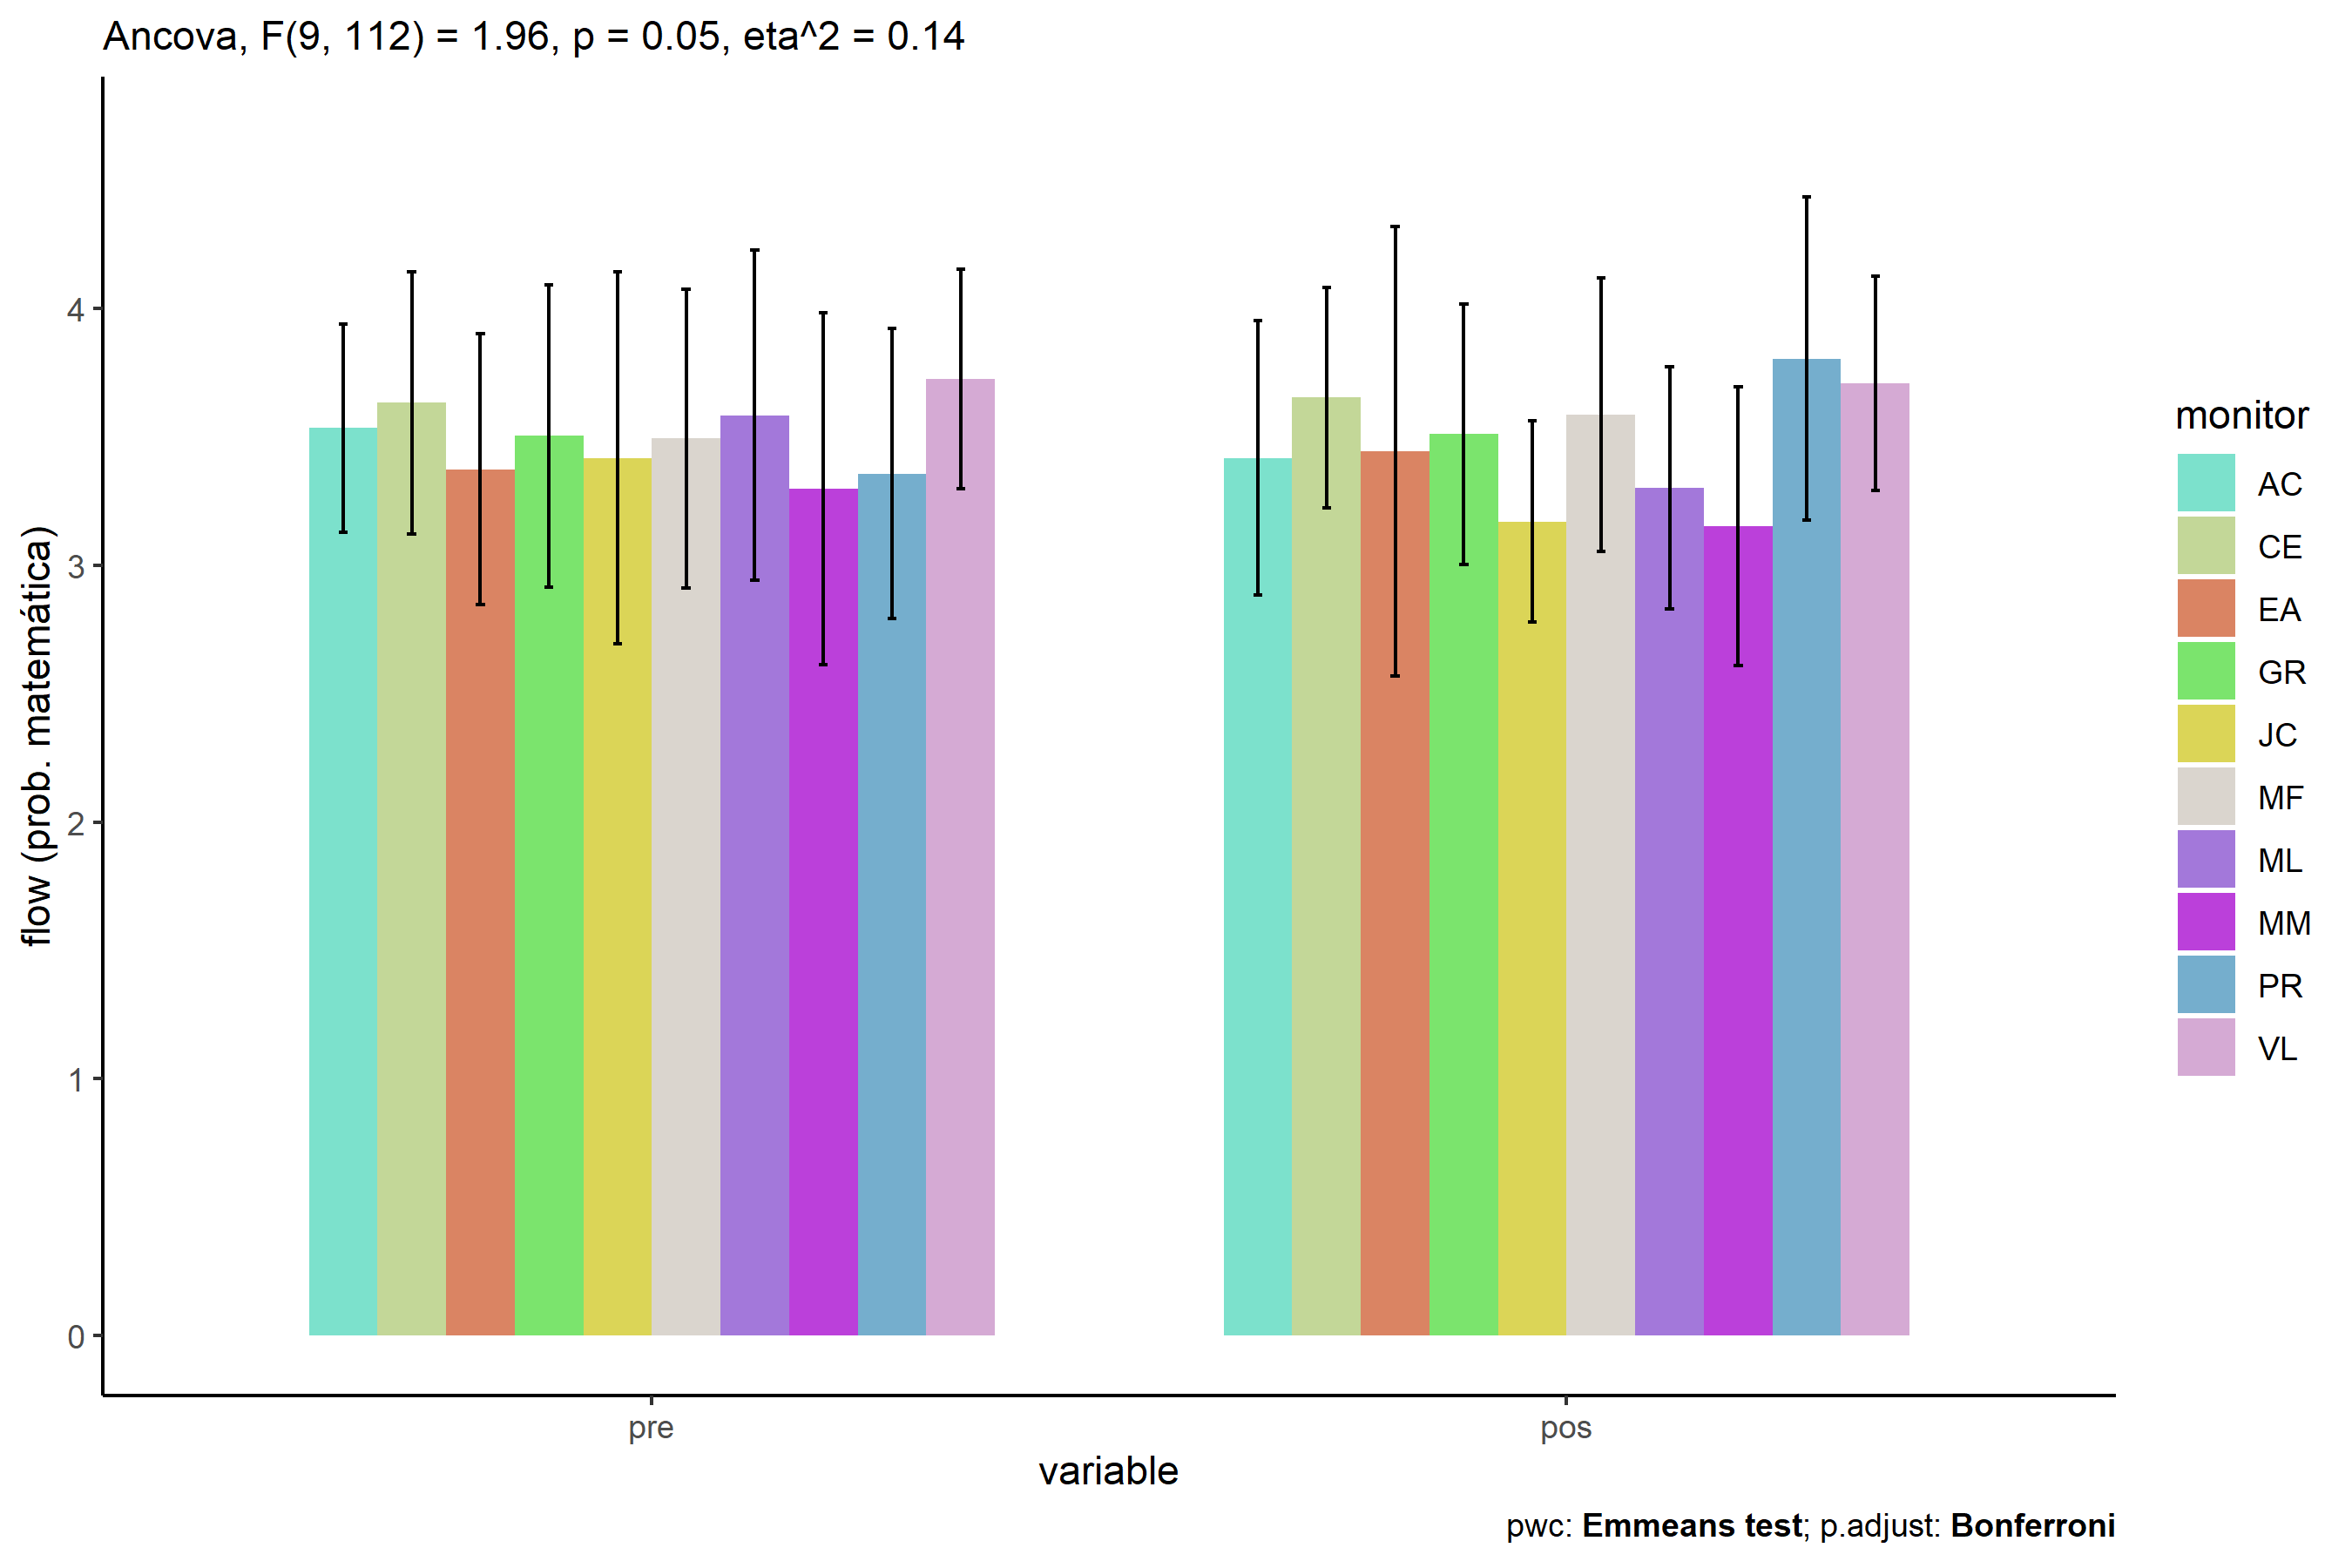 Ancova, F(9, 112) = 1.96, p = 0.05, eta^2 = 0.14
flow (prob. matemática)
4
3
2
1
0
pre
pos
variable
monitor
AC
CE
EA
GR
JC
MF
ML
MM
PR
VL
pwc: Emmeans test; p.adjust: Bonferroni